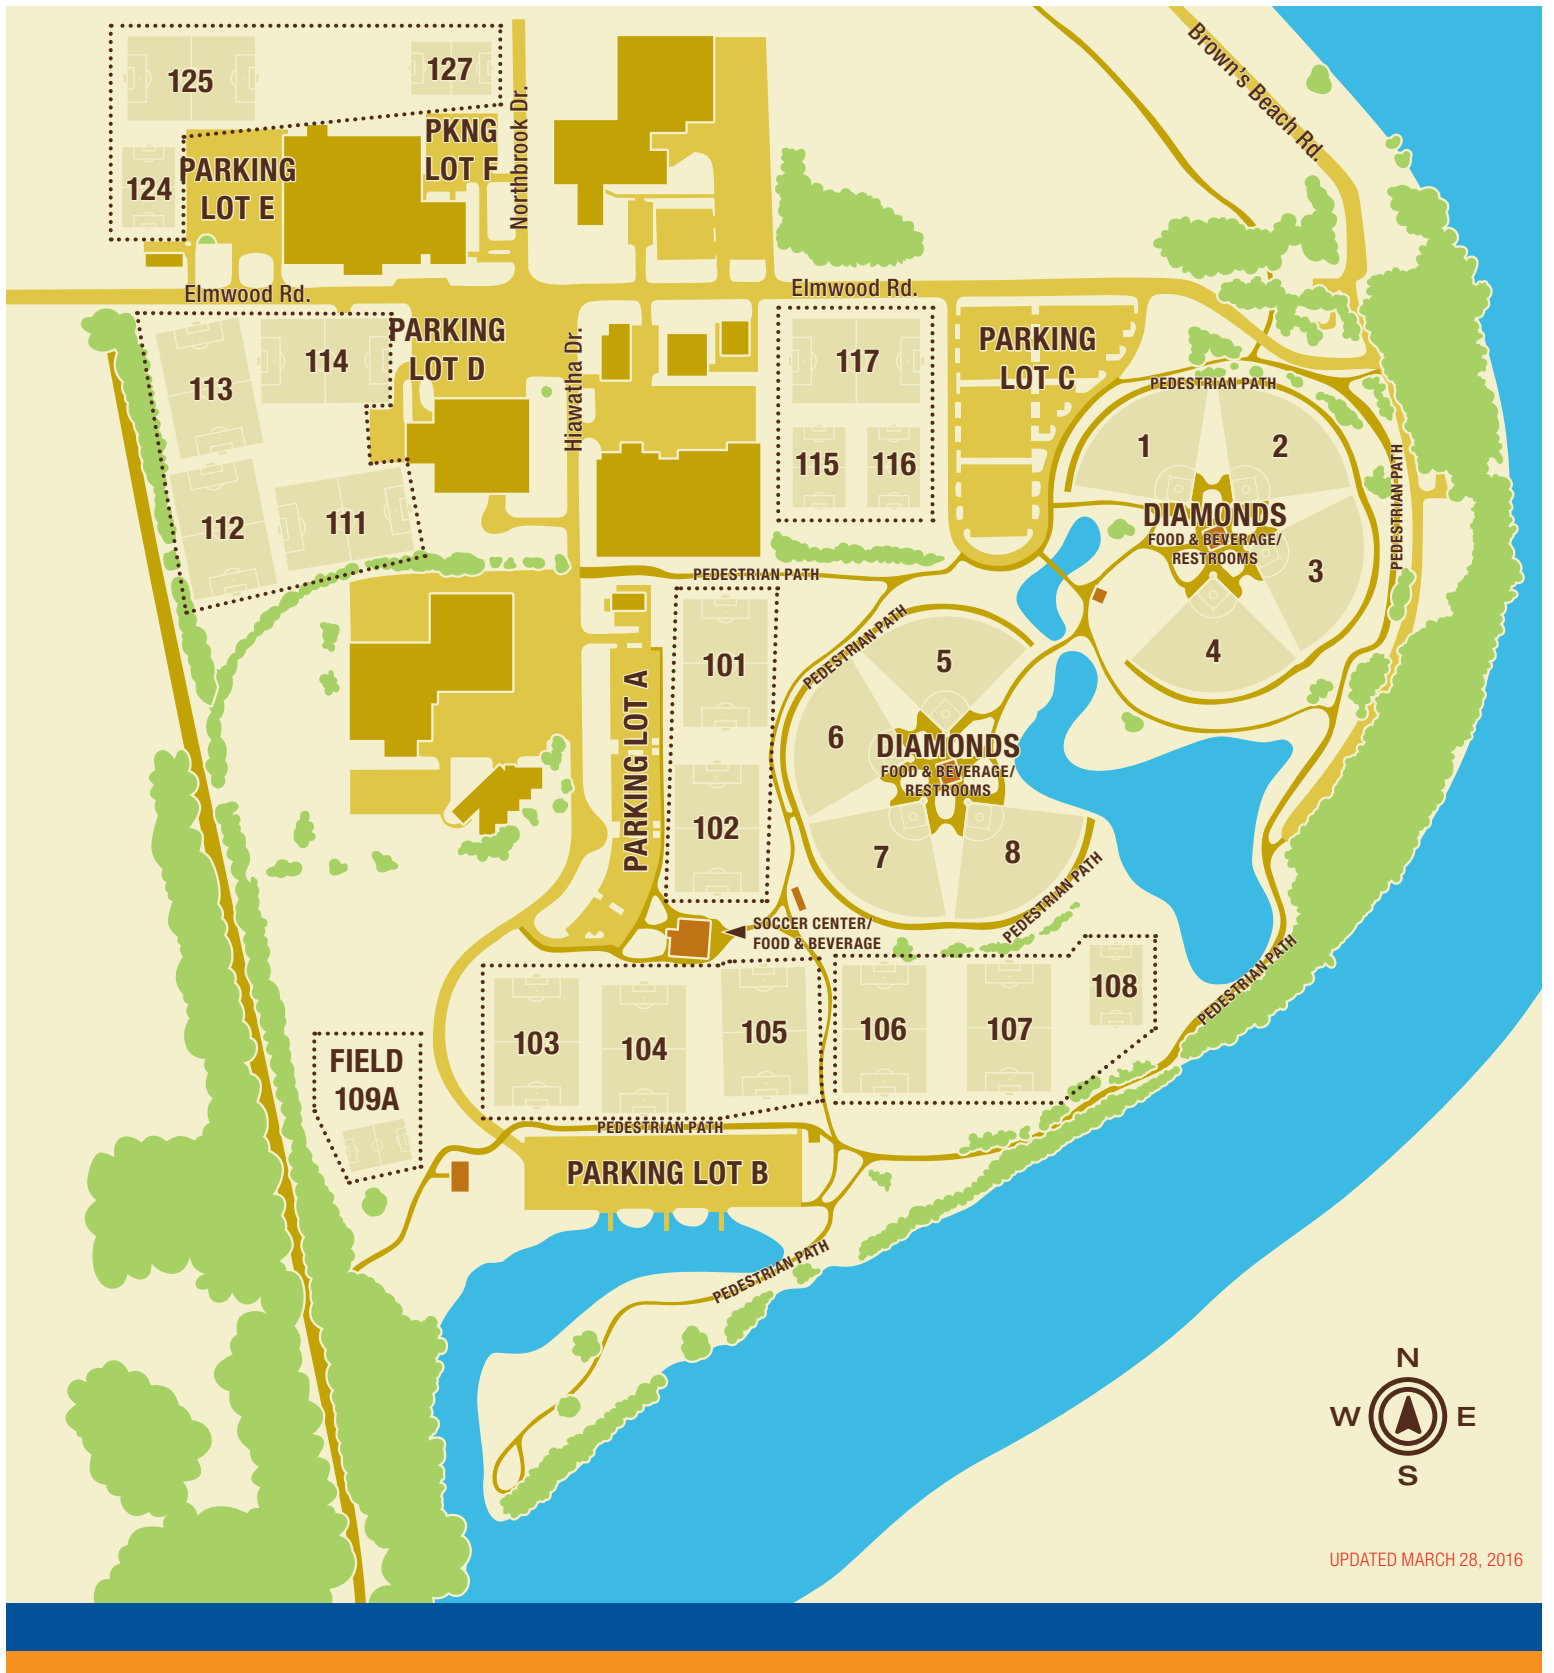 Brown's Beach Rd.
125
127
Northbrook Dr.
PKNG
LOT F
PARKING
LOT E
124
Elmwood Rd.
Elmwood Rd.
PARKING
LOT D
Hiawatha Dr.
113
114
112
111
117
115
116
PARKING
LOT C
PEDESTRIAN PATH
1
2
PEDESTRIAN PATH
DIAMONDS
FOOD & BEVERAGE/
RESTROOMS
3
4
PEDESTRIAN PATH
PEDESTRIAN PATH
101
PARKING LOT A
102
5
6
DIAMONDS
FOOD & BEVERAGE/
RESTROOMS
7
8
PEDESTRIAN PATH
SOCCER CENTER/
FOOD & BEVERAGE
PEDESTRIAN PATH
103
104
105
106
107
108
FIELD
109A
PEDESTRIAN PATH
PARKING LOT B
PEDESTRIAN PATH
N
W
E
S
UPDATED MARCH 28, 2016